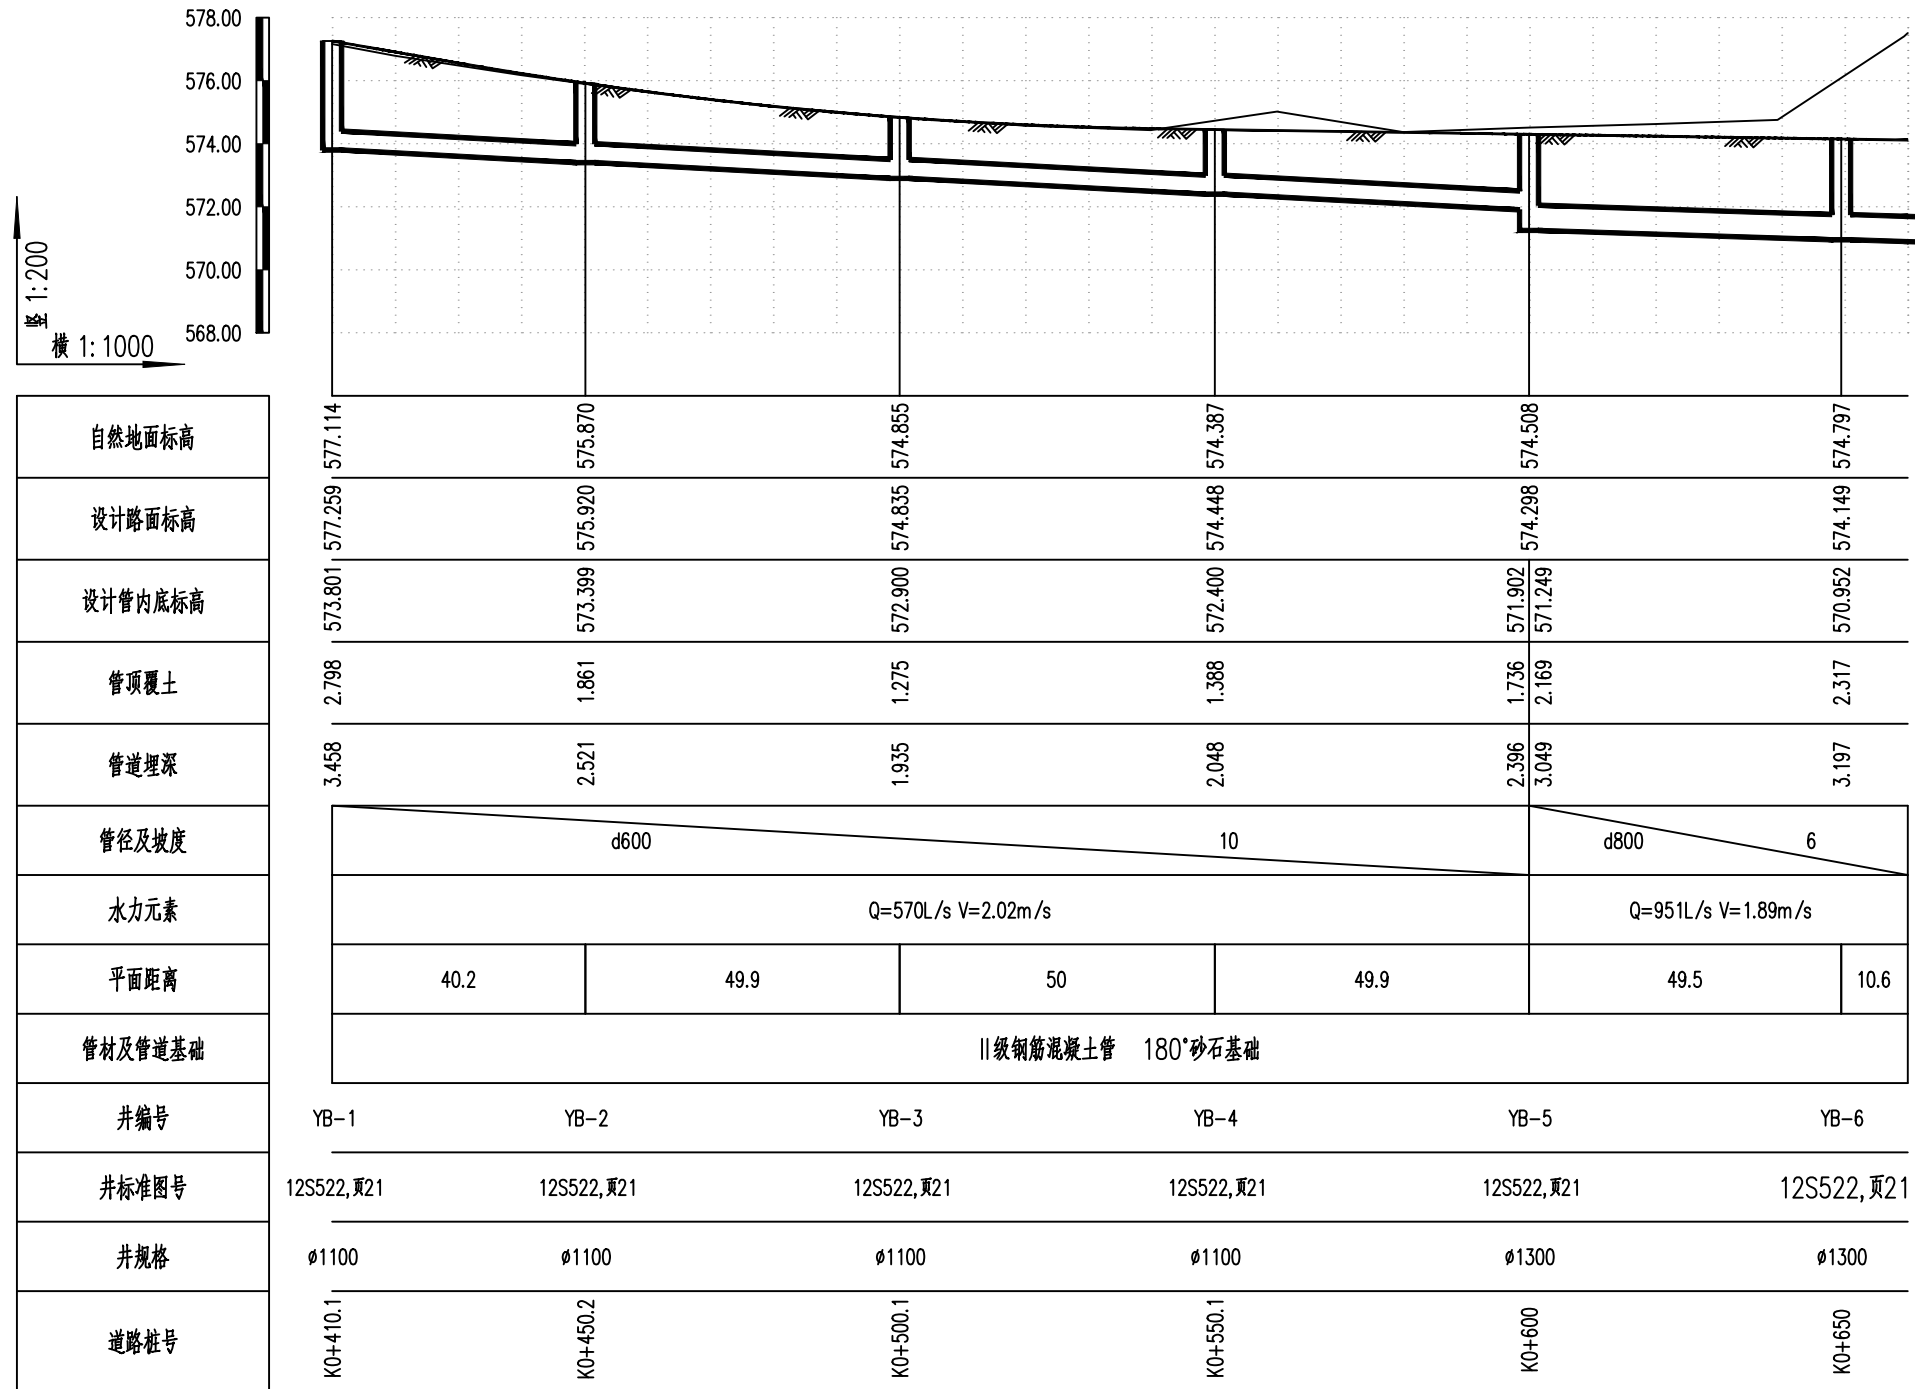 578.00
576.00
574.00
572.00
570.00
568.00
竖 1:200
横 1:1000
自然地面标高 577.114 575.870 574.855 574.387 574.508 574.797
设计路面标高 577.259 575.920 574.835 574.448 574.298 574.149
设计管内底标高 573.801 573.399 572.900 572.400 571.902 571.249 570.952
管顶覆土 2.798 1.861 1.275 1.388 1.736 2.169 2.317
管道埋深 3.458 2.521 1.935 2.048 2.396 3.049 3.197
管径及坡度 d600 10 d800 6
水力元素 Q=570L/s V=2.02m/s Q=951L/s V=1.89m/s
平面距离 40.2 49.9 50 49.9 49.5 10.6
管材及管道基础 II级钢筋混凝土管 180°砂石基础
井编号 YB-1 YB-2 YB-3 YB-4 YB-5 YB-6
井标准图号 12S522,页21 12S522,页21 12S522,页21 12S522,页21 12S522,页21 12S522,页21
井规格 ø1100 ø1100 ø1100 ø1100 ø1300 ø1300
道路桩号 K0+410.1 K0+450.2 K0+500.1 K0+550.1 K0+600 K0+650